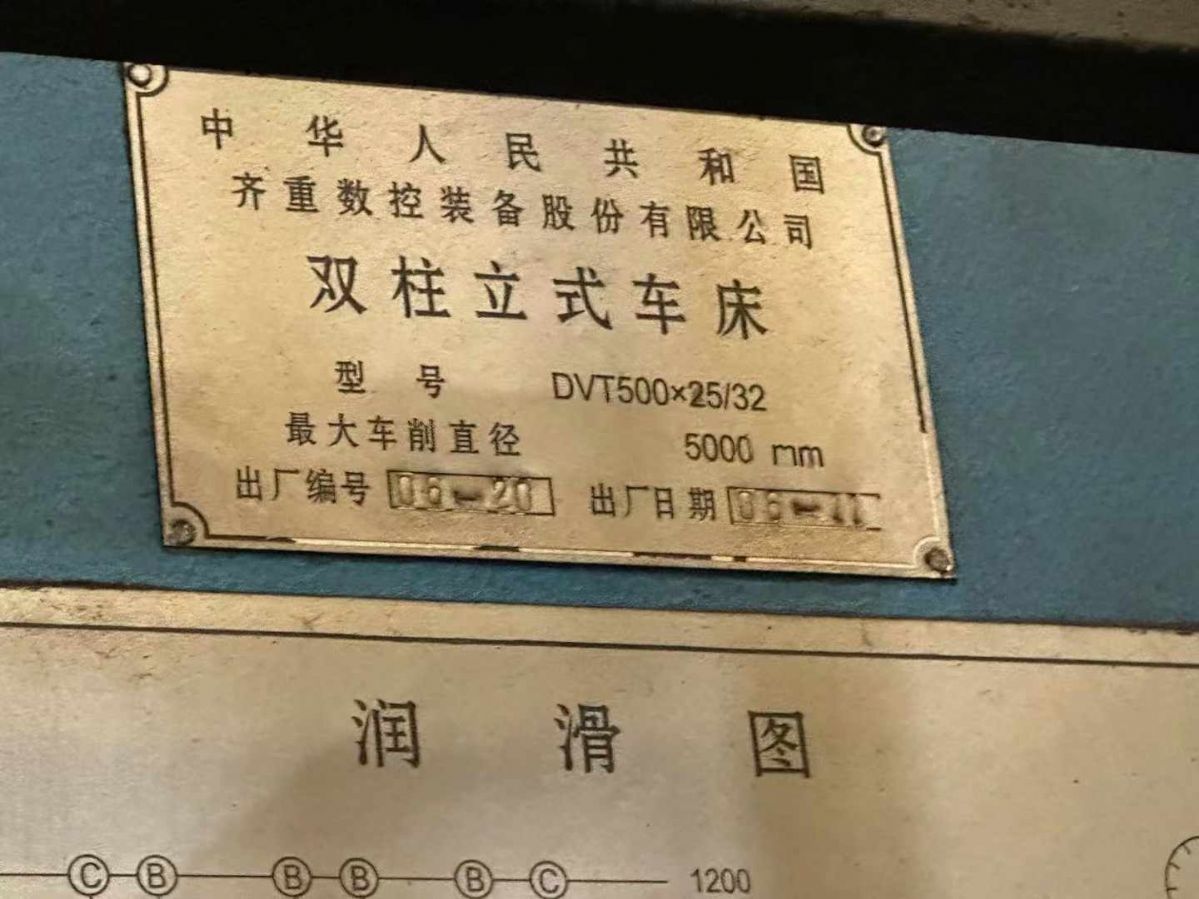 中华人民共和国
齐重数控装备股份有限公司
双柱立式车床
型号 DVT500×25/32
最大车削直径 5000 mm
出厂编号 06-20 出厂日期 06-11
润滑图
C B B B B C 1200